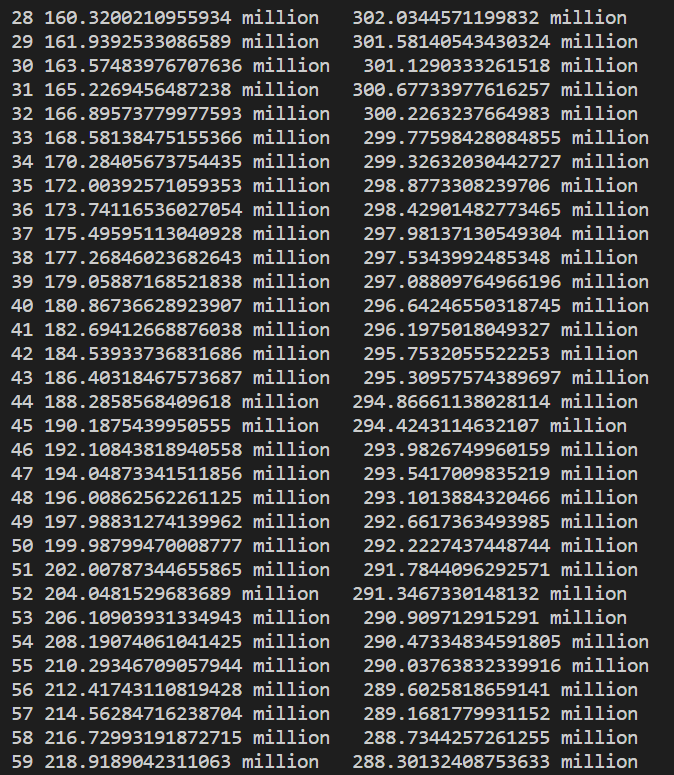 28 160.3200210955934 million   302.0344571199832 million
29 161.9392533086589 million   301.58140543430324 million
30 163.57483976707636 million   301.1290333261518 million
31 165.2269456487238 million   300.67733977616257 million
32 166.89573779977593 million   300.2263237664983 million
33 168.58138475155366 million   299.77598428084855 million
34 170.28405673754435 million   299.32632030442727 million
35 172.00392571059353 million   298.8773308239706 million
36 173.74116536027054 million   298.42901482773465 million
37 175.49595113040928 million   297.98137130549304 million
38 177.26846023682643 million   297.5343992485348 million
39 179.05887168521838 million   297.08809764966196 million
40 180.86736628923907 million   296.64246550318745 million
41 182.69412668876038 million   296.1975018049327 million
42 184.53933736831686 million   295.7532055522253 million
43 186.40318467573687 million   295.30957574389697 million
44 188.2858568409618 million   294.86661138028114 million
45 190.1875439950555 million   294.4243114632107 million
46 192.10843818940558 million   293.9826749960159 million
47 194.04873341511856 million   293.5417009835219 million
48 196.00862562261125 million   293.1013884320466 million
49 197.98831274139962 million   292.6617363493985 million
50 199.98799470008777 million   292.2227437448744 million
51 202.00787344655865 million   291.7844096292571 million
52 204.0481529683689 million   291.3467330148132 million
53 206.10903931334943 million   290.909712915291 million
54 208.19074061041425 million   290.47334834591805 million
55 210.29346709057944 million   290.03763832339916 million
56 212.41743110819428 million   289.6025818659141 million
57 214.56284716238704 million   289.1681779931152 million
58 216.72993191872715 million   288.7344257261255 million
59 218.9189042311063 million   288.30132408753633 million